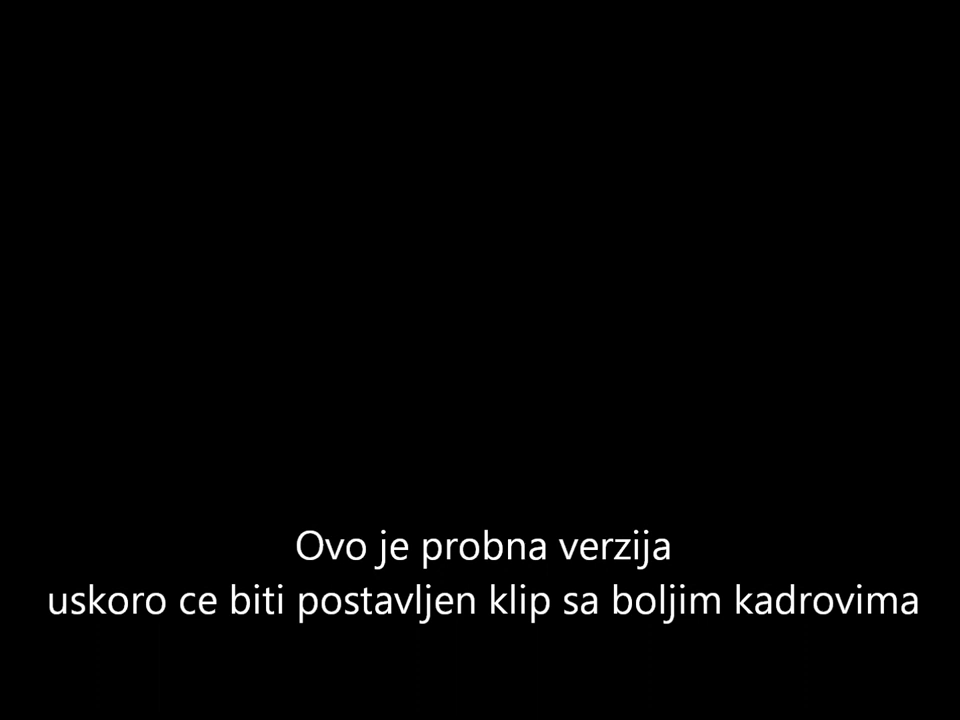 Ovo je probna verzija
uskoro ce biti postavljen klip sa boljim kadrovima